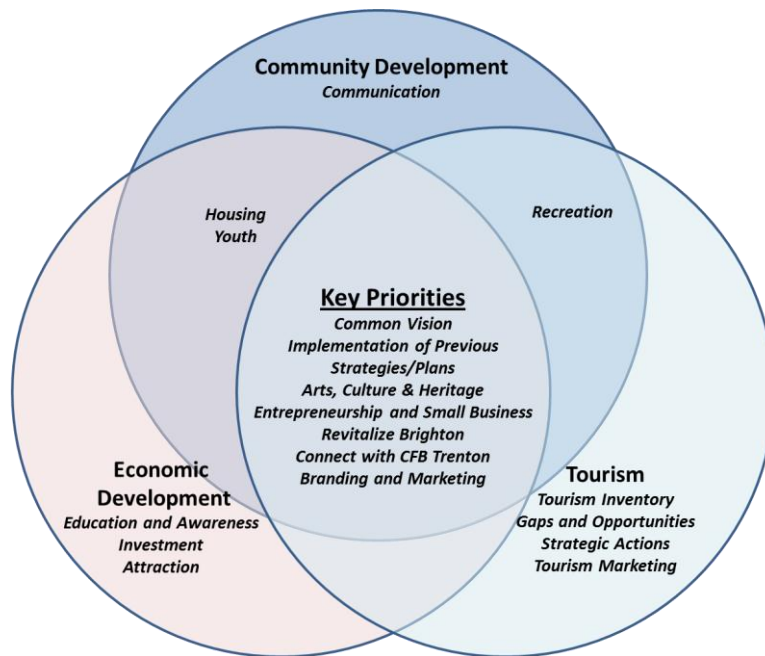 Community Development
Communication
Housing
Youth
Recreation
Key Priorities
Common Vision
Implementation of Previous
Strategies/Plans
Arts, Culture & Heritage
Entrepreneurship and Small Business
Revitalize Brighton
Connect with CFB Trenton
Branding and Marketing
Economic
Development
Education and Awareness
Investment
Attraction
Tourism
Tourism Inventory
Gaps and Opportunities
Strategic Actions
Tourism Marketing